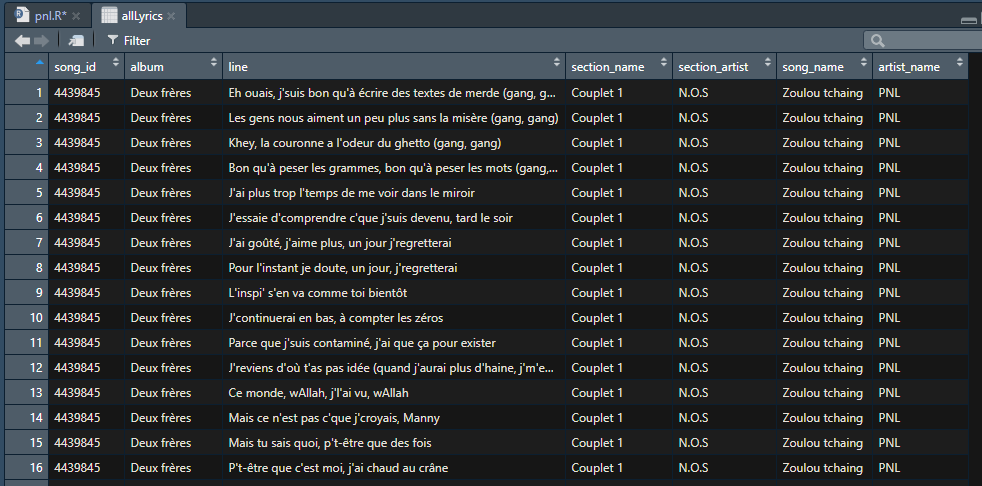 pnl.R* allLyrics
Filter
song_id album line section_name section_artist song_name artist_name
1 4439845 Deux frères Eh ouais, j'suis bon qu'à écrire des textes de merde (gang, g... Couplet 1 N.O.S Zoulou tchaing PNL
2 4439845 Deux frères Les gens nous aiment un peu plus sans la misère (gang, gang) Couplet 1 N.O.S Zoulou tchaing PNL
3 4439845 Deux frères Khey, la couronne a l'odeur du ghetto (gang, gang) Couplet 1 N.O.S Zoulou tchaing PNL
4 4439845 Deux frères Bon qu'à peser les grammes, bon qu'à peser les mots (gang,... Couplet 1 N.O.S Zoulou tchaing PNL
5 4439845 Deux frères J'ai plus trop l'temps de me voir dans le miroir Couplet 1 N.O.S Zoulou tchaing PNL
6 4439845 Deux frères J'essaie d'comprendre c'que j'suis devenu, tard le soir Couplet 1 N.O.S Zoulou tchaing PNL
7 4439845 Deux frères J'ai goûté, j'aime plus, un jour j'regretterai Couplet 1 N.O.S Zoulou tchaing PNL
8 4439845 Deux frères Pour l'instant je doute, un jour, j'regretterai Couplet 1 N.O.S Zoulou tchaing PNL
9 4439845 Deux frères L'inspi' s'en va comme toi bientôt Couplet 1 N.O.S Zoulou tchaing PNL
10 4439845 Deux frères J'continuerai en bas, à compter les zéros Couplet 1 N.O.S Zoulou tchaing PNL
11 4439845 Deux frères Parce que j'suis contaminé, j'ai que ça pour exister Couplet 1 N.O.S Zoulou tchaing PNL
12 4439845 Deux frères J'reviens d'où t'as pas idée (quand j'aurai plus d'haine, j'm'e... Couplet 1 N.O.S Zoulou tchaing PNL
13 4439845 Deux frères Ce monde, wAllah, j'l'ai vu, wAllah Couplet 1 N.O.S Zoulou tchaing PNL
14 4439845 Deux frères Mais ce n'est pas c'que j'croyais, Manny Couplet 1 N.O.S Zoulou tchaing PNL
15 4439845 Deux frères Mais tu sais quoi, p't-être que des fois Couplet 1 N.O.S Zoulou tchaing PNL
16 4439845 Deux frères P't-être que c'est moi, j'ai chaud au crâne Couplet 1 N.O.S Zoulou tchaing PNL